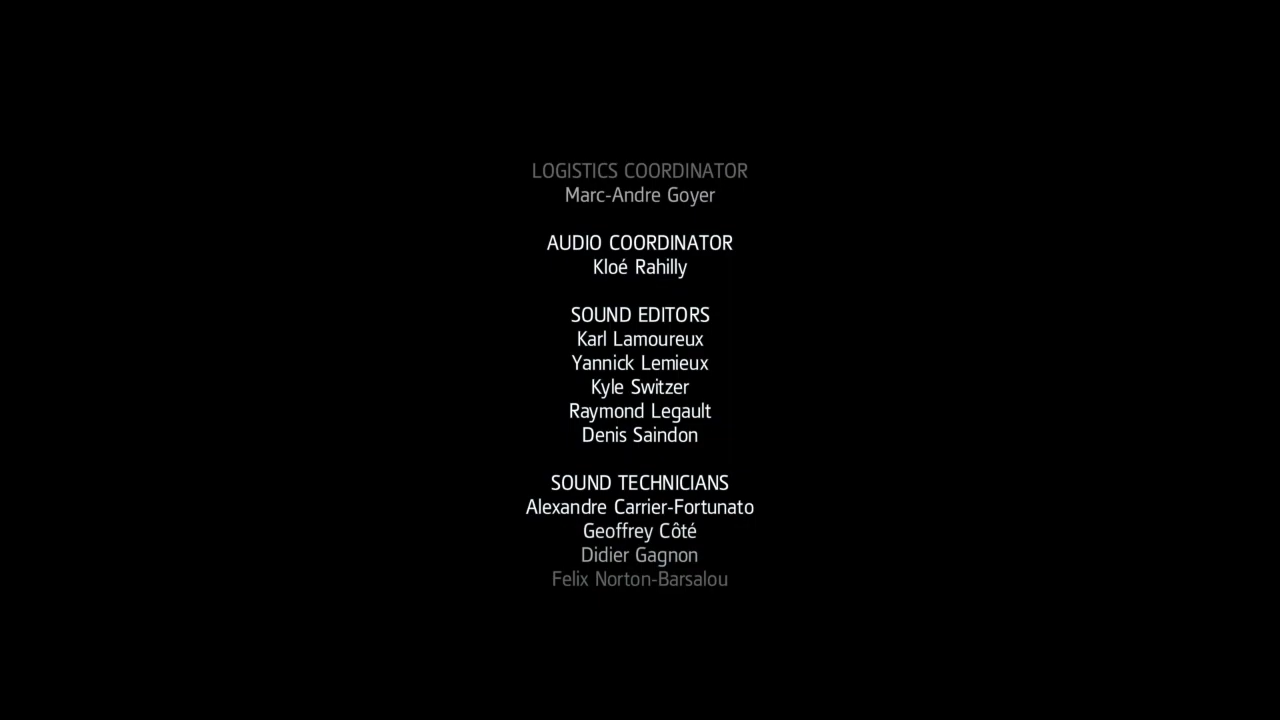 LOGISTICS COORDINATOR
Marc-Andre Goyer
AUDIO COORDINATOR
Kloé Rahilly
SOUND EDITORS
Karl Lamoureux
Yannick Lemieux
Kyle Switzer
Raymond Legault
Denis Saindon
SOUND TECHNICIANS
Alexandre Carrier-Fortunato
Geoffrey Côté
Didier Gagnon
Felix Norton-Barsalou